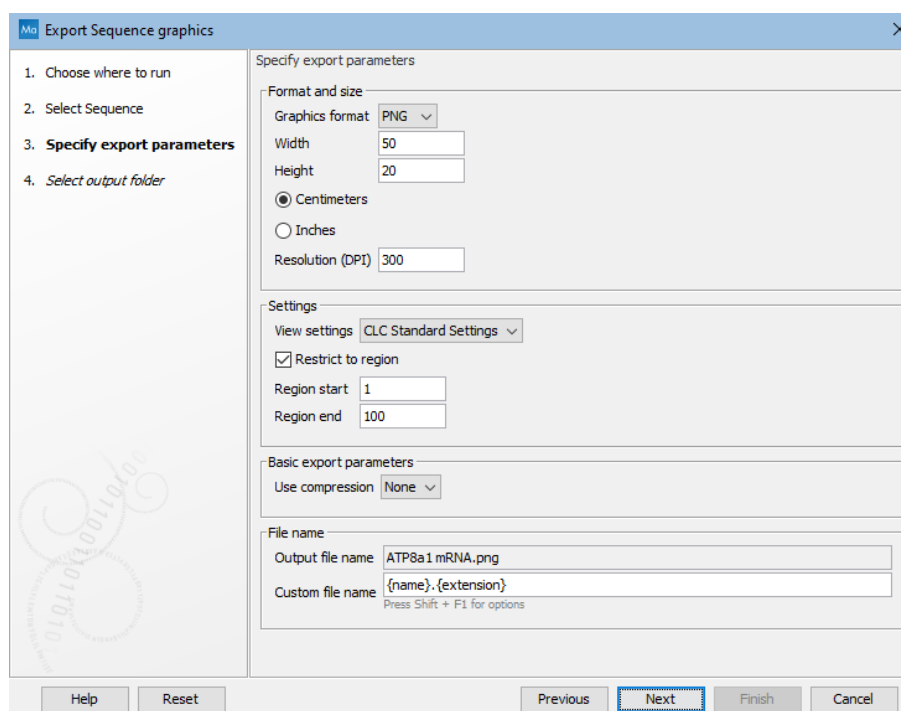 Ma Export Sequence graphics
1. Choose where to run
2. Select Sequence
3. Specify export parameters
4. Select output folder
Specify export parameters
Format and size
Graphics format PNG
Width 50
Height 20
Centimeters
Inches
Resolution (DPI) 300
Settings
View settings CLC Standard Settings
Restrict to region
Region start 1
Region end 100
Basic export parameters
Use compression None
File name
Output file name ATP8a1 mRNA.png
Custom file name {name}.{extension}
Press Shift + F1 for options
Help Reset Previous Next Finish Cancel